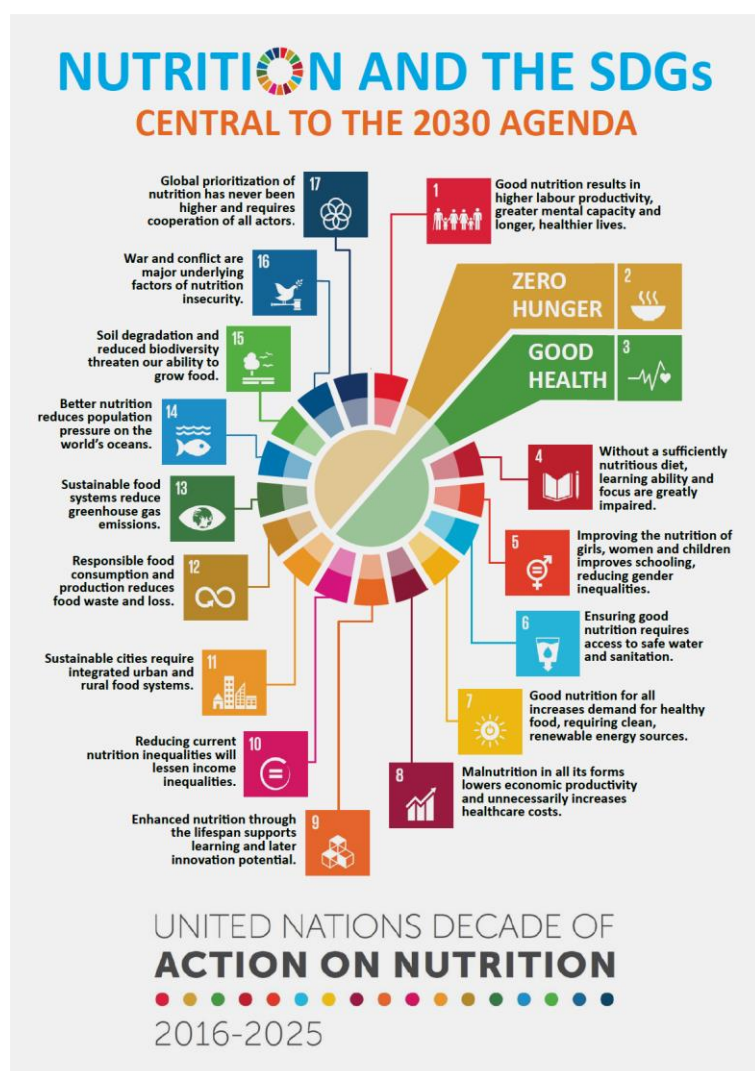 NUTRITION AND THE SDGs
CENTRAL TO THE 2030 AGENDA
17
Global prioritization of
nutrition has never been
higher and requires
cooperation of all actors.
1
Good nutrition results in
higher labour productivity,
greater mental capacity and
longer, healthier lives.
16
War and conflict are
major underlying
factors of nutrition
insecurity.
ZERO
HUNGER
2
15
Soil degradation and
reduced biodiversity
threaten our ability to
grow food.
GOOD
HEALTH
3
14
Better nutrition
reduces population
pressure on the
world's oceans.
4
Without a sufficiently
nutritious diet,
learning ability and
focus are greatly
impaired.
13
Sustainable food
systems reduce
greenhouse gas
emissions.
5
Improving the nutrition of
girls, women and children
improves schooling,
reducing gender
inequalities.
12
Responsible food
consumption and
production reduces
food waste and loss.
6
Ensuring good
nutrition requires
access to safe water
and sanitation.
11
Sustainable cities require
integrated urban and
rural food systems.
7
Good nutrition for all
increases demand for healthy
food, requiring clean,
renewable energy sources.
10
Reducing current
nutrition inequalities will
lessen income
inequalities.
8
Malnutrition in all its forms
lowers economic productivity
and unnecessarily increases
healthcare costs.
9
Enhanced nutrition through
the lifespan supports
learning and later
innovation potential.
UNITED NATIONS DECADE OF
ACTION ON NUTRITION
2016-2025